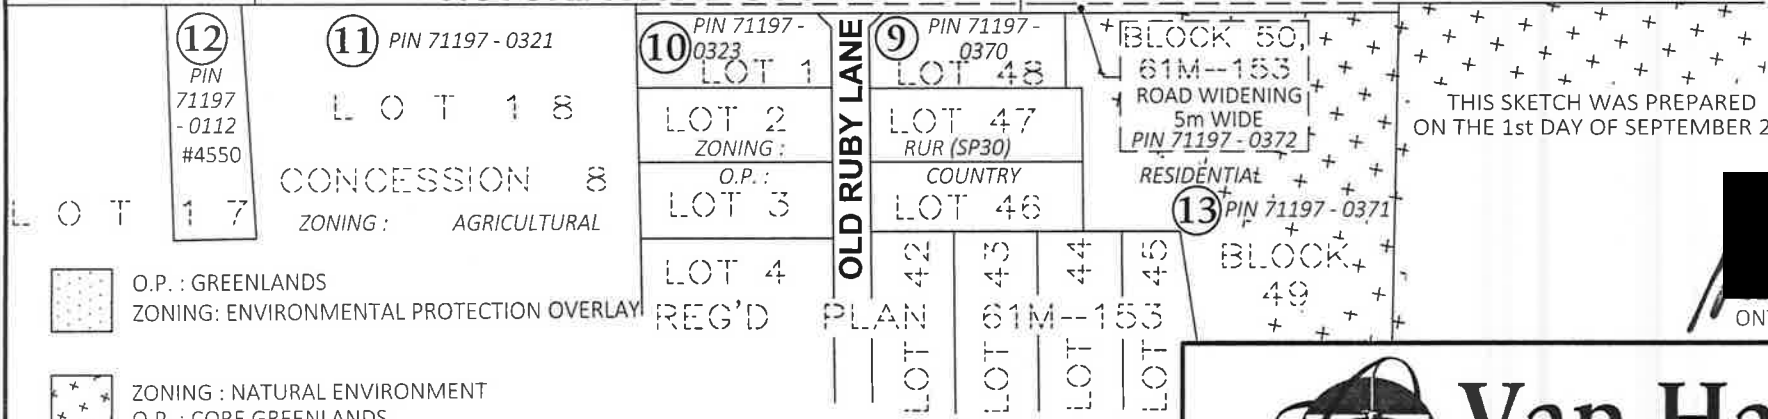 12
PIN
71197
- 0112
#4550
LOT 17
11 PIN 71197 - 0321
LOT 18
CONCESSION 8
ZONING : AGRICULTURAL
10 PIN 71197 -
0323
LOT 1
LOT 2
ZONING :
O.P. :
LOT 3
LOT 4
OLD RUBY LANE
9 PIN 71197 -
0370
LOT 48
LOT 47
RUR (SP30)
COUNTRY
LOT 46
LOT 42
LOT 43
LOT 44
LOT 45
REG'D PLAN 61M--153
BLOCK 50,
61M--153
ROAD WIDENING
5m WIDE
PIN 71197 - 0372
RESIDENTIAL
13 PIN 71197 - 0371
BLOCK
49
THIS SKETCH WAS PREPARED
ON THE 1st DAY OF SEPTEMBER 2
O.P. : GREENLANDS
ZONING: ENVIRONMENTAL PROTECTION OVERLAY
ZONING : NATURAL ENVIRONMENT
O.P. : CORE GREENLANDS
Van Ha